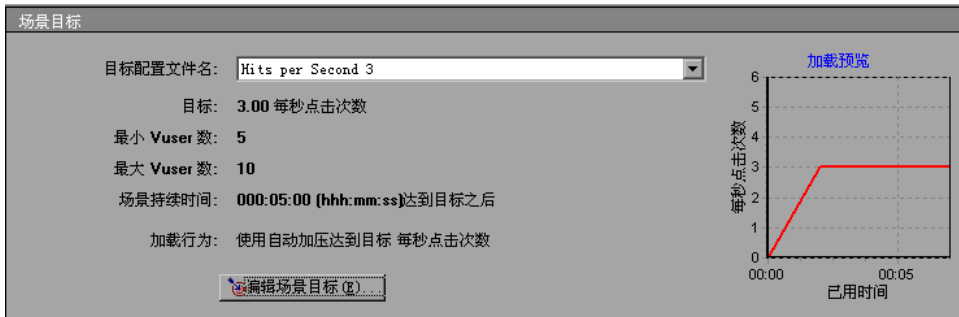 场景目标
目标配置文件名: Hits per Second 3
目标: 3.00 每秒点击次数
最小 Vuser 数: 5
最大 Vuser 数: 10
场景持续时间: 000:05:00 (hhh:mm:ss)达到目标之后
加载行为: 使用自动加压达到目标 每秒点击次数
编辑场景目标(E)...
加载预览
每秒点击次数
6
5
4
3
2
1
0
00:00 00:05
已用时间